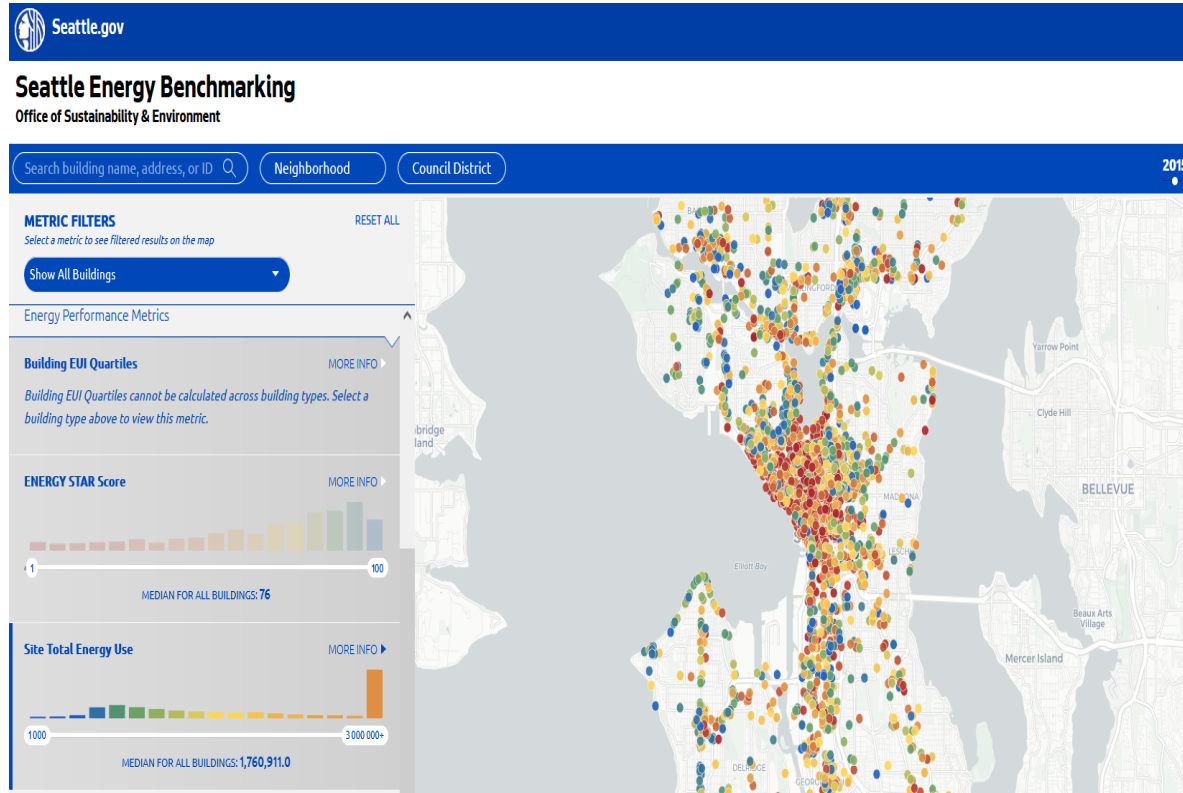 Seattle.gov
Seattle Energy Benchmarking
Office of Sustainability & Environment
Search building name, address, or ID
Neighborhood
Council District
2015
METRIC FILTERS
RESET ALL
Select a metric to see filtered results on the map
Show All Buildings
Energy Performance Metrics
Building EUI Quartiles
MORE INFO
Building EUI Quartiles cannot be calculated across building types. Select a
building type above to view this metric.
ENERGY STAR Score
MORE INFO
1
100
MEDIAN FOR ALL BUILDINGS: 76
Site Total Energy Use
MORE INFO
1000
3 000 000+
MEDIAN FOR ALL BUILDINGS: 1,760,911.0
Yarrow Point
Clyde Hill
BELLEVUE
Elliott Bay
Beaux Arts
Village
Mercer Island